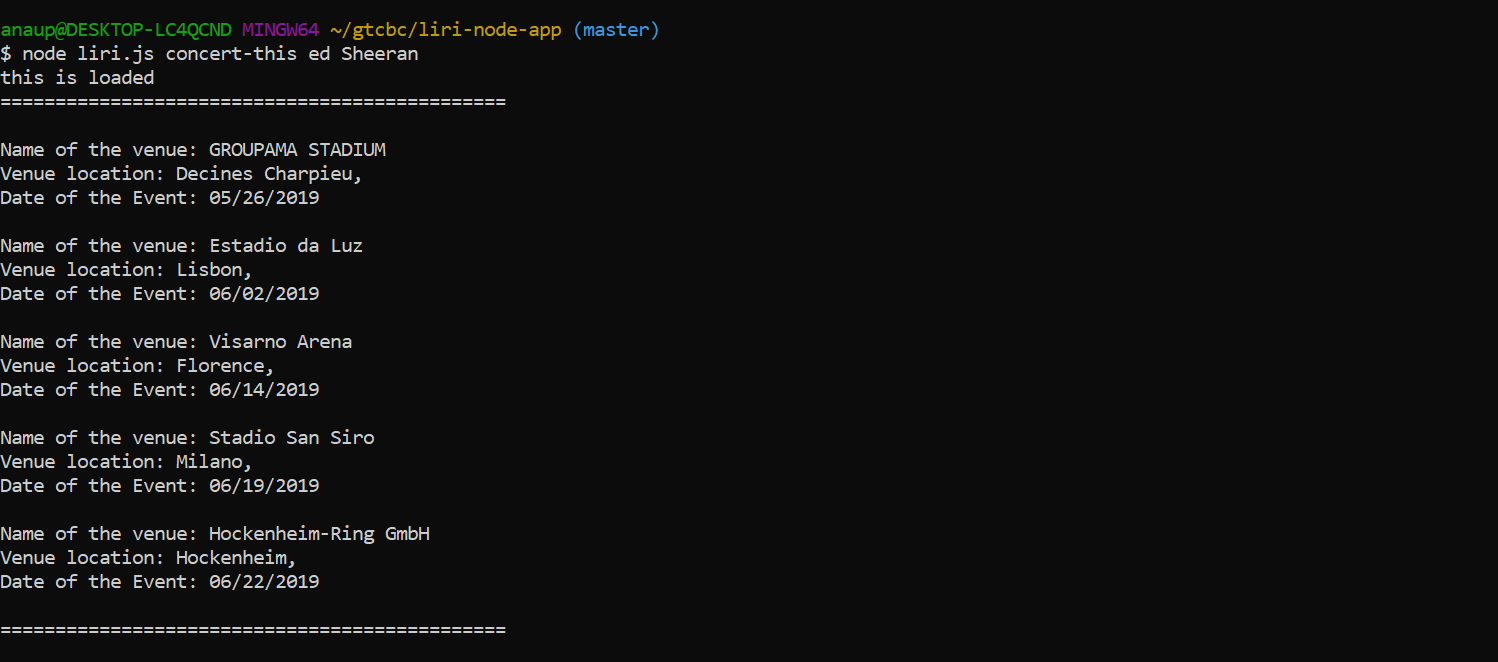 anaup@DESKTOP-LC4QCND MINGW64 ~/gtcbc/liri-node-app (master)
$ node liri.js concert-this ed Sheeran
this is loaded
==============================================
Name of the venue: GROUPAMA STADIUM
Venue location: Decines Charpieu,
Date of the Event: 05/26/2019
Name of the venue: Estadio da Luz
Venue location: Lisbon,
Date of the Event: 06/02/2019
Name of the venue: Visarno Arena
Venue location: Florence,
Date of the Event: 06/14/2019
Name of the venue: Stadio San Siro
Venue location: Milano,
Date of the Event: 06/19/2019
Name of the venue: Hockenheim-Ring GmbH
Venue location: Hockenheim,
Date of the Event: 06/22/2019
==============================================